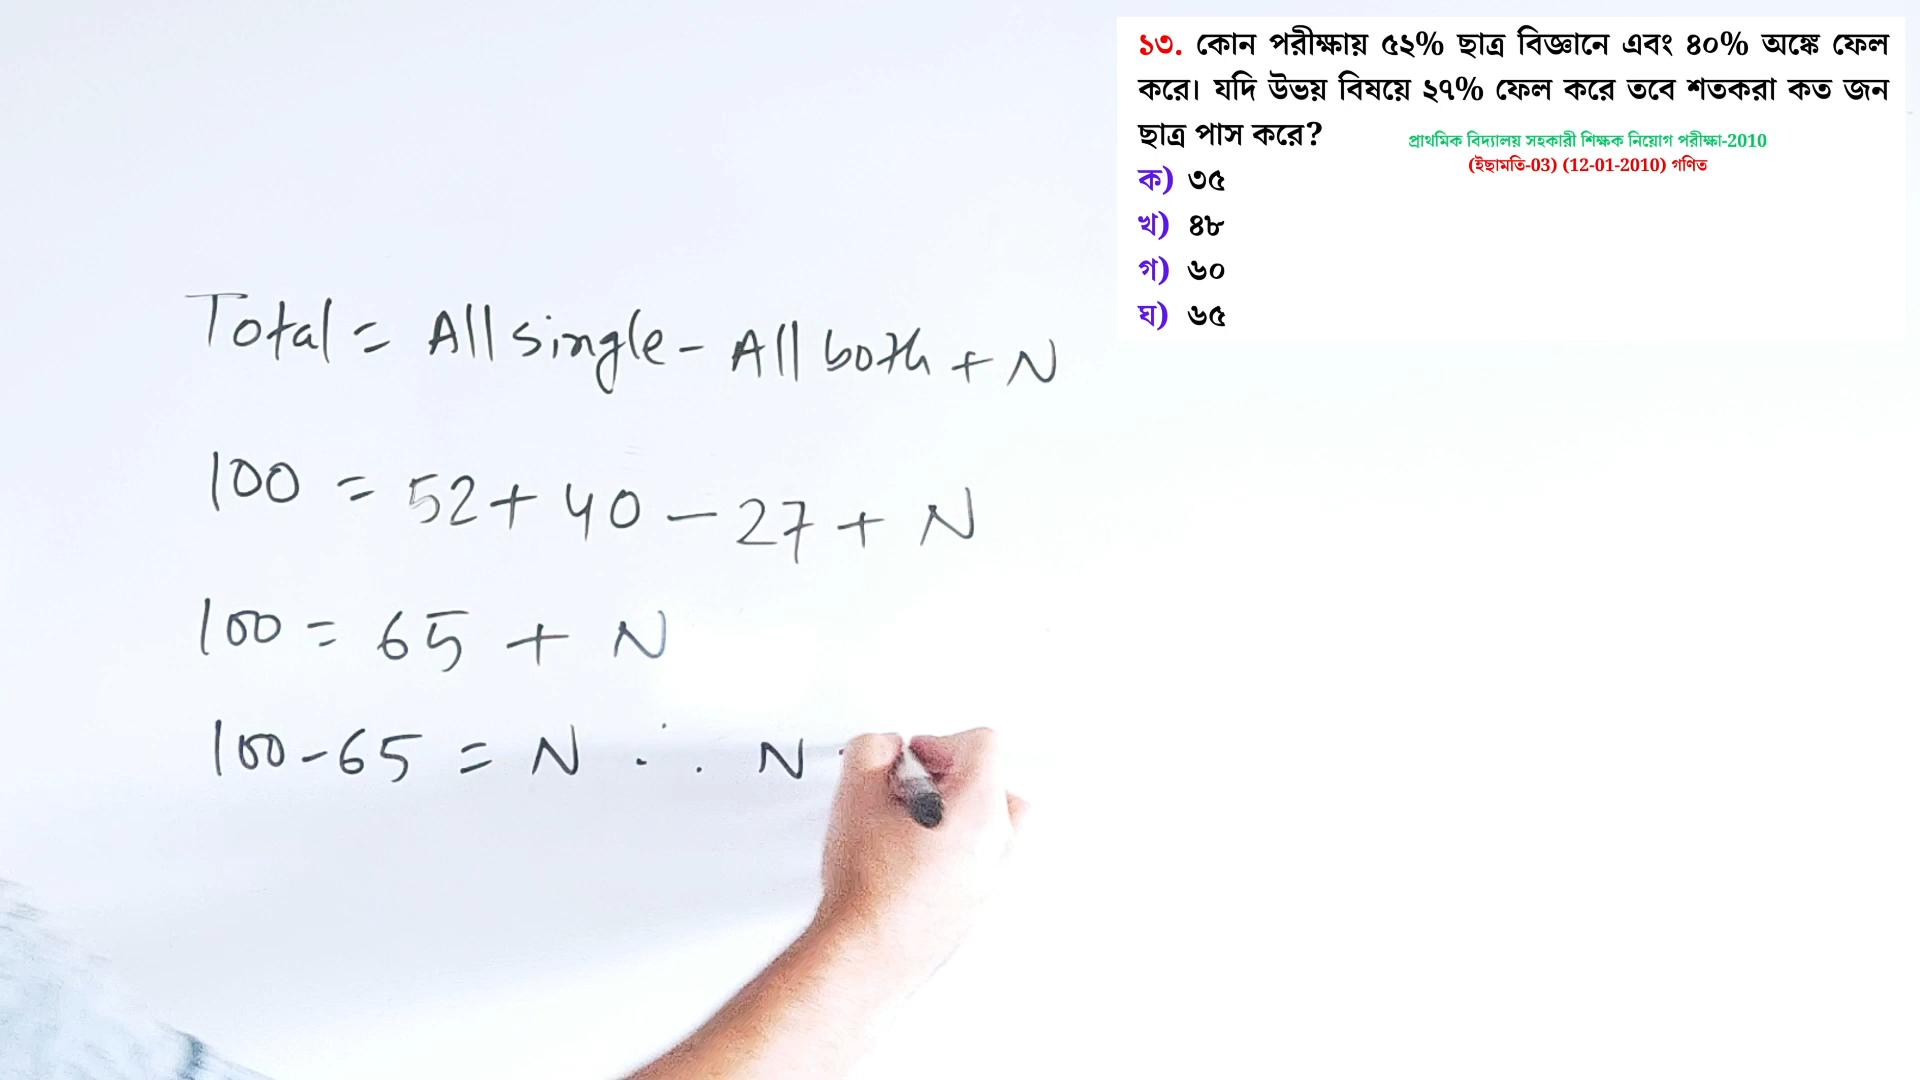 ১৩. কোন পরীক্ষায় ৫২% ছাত্র বিজ্ঞানে এবং ৪০% অঙ্কে ফেল
করে। যদি উভয় বিষয়ে ২৭% ফেল করে তবে শতকরা কত জন
ছাত্র পাস করে?
প্রাথমিক বিদ্যালয় সহকারী শিক্ষক নিয়োগ পরীক্ষা-2010
(ইছামতি-03) (12-01-2010) গণিত
ক) ৩৫
খ) ৪৮
গ) ৬০
ঘ) ৬৫
Total = All single - All both + N
100 = 52 + 40 - 27 + N
100 = 65 + N
100 - 65 = N ∴ N